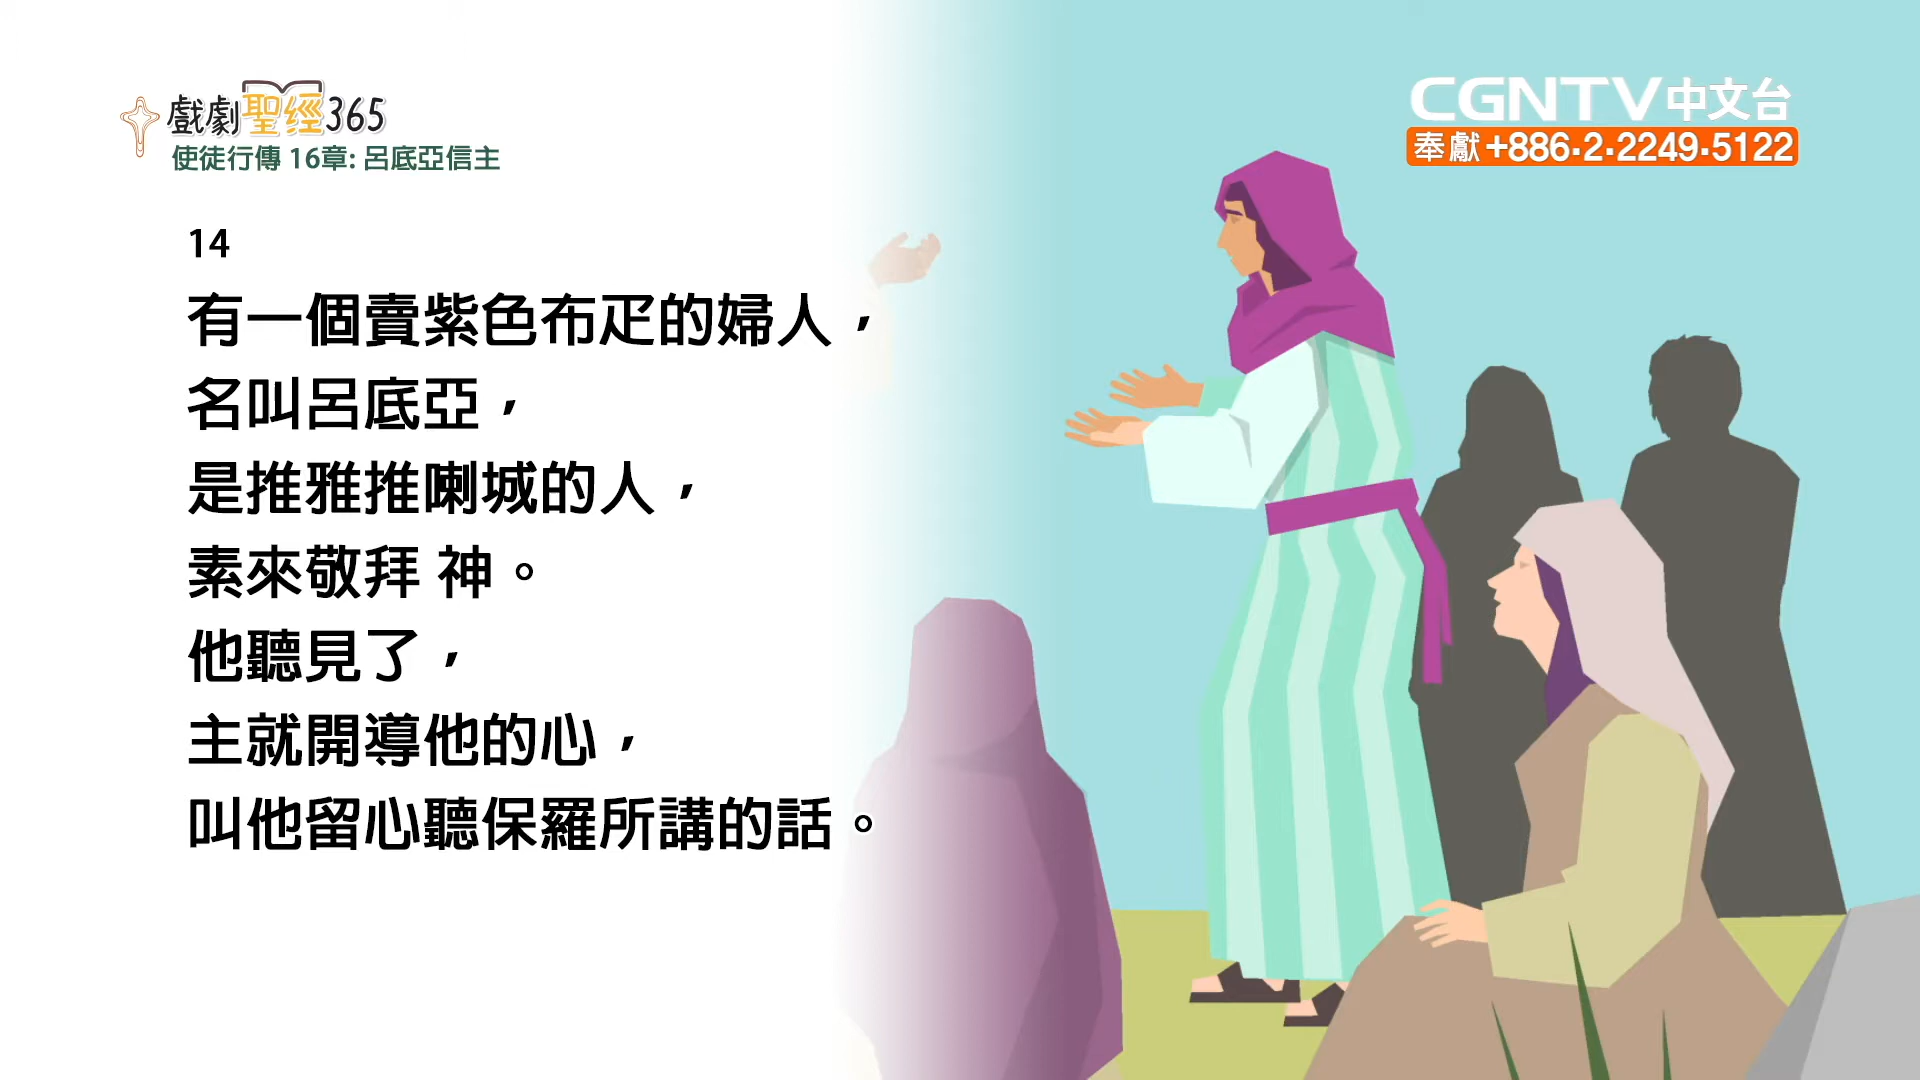 戲劇聖經365
使徒行傳 16章: 呂底亞信主
CGNTV中文台
奉獻 +886-2-2249-5122
14
有一個賣紫色布疋的婦人，
名叫呂底亞，
是推雅推喇城的人，
素來敬拜 神。
他聽見了，
主就開導他的心，
叫他留心聽保羅所講的話。